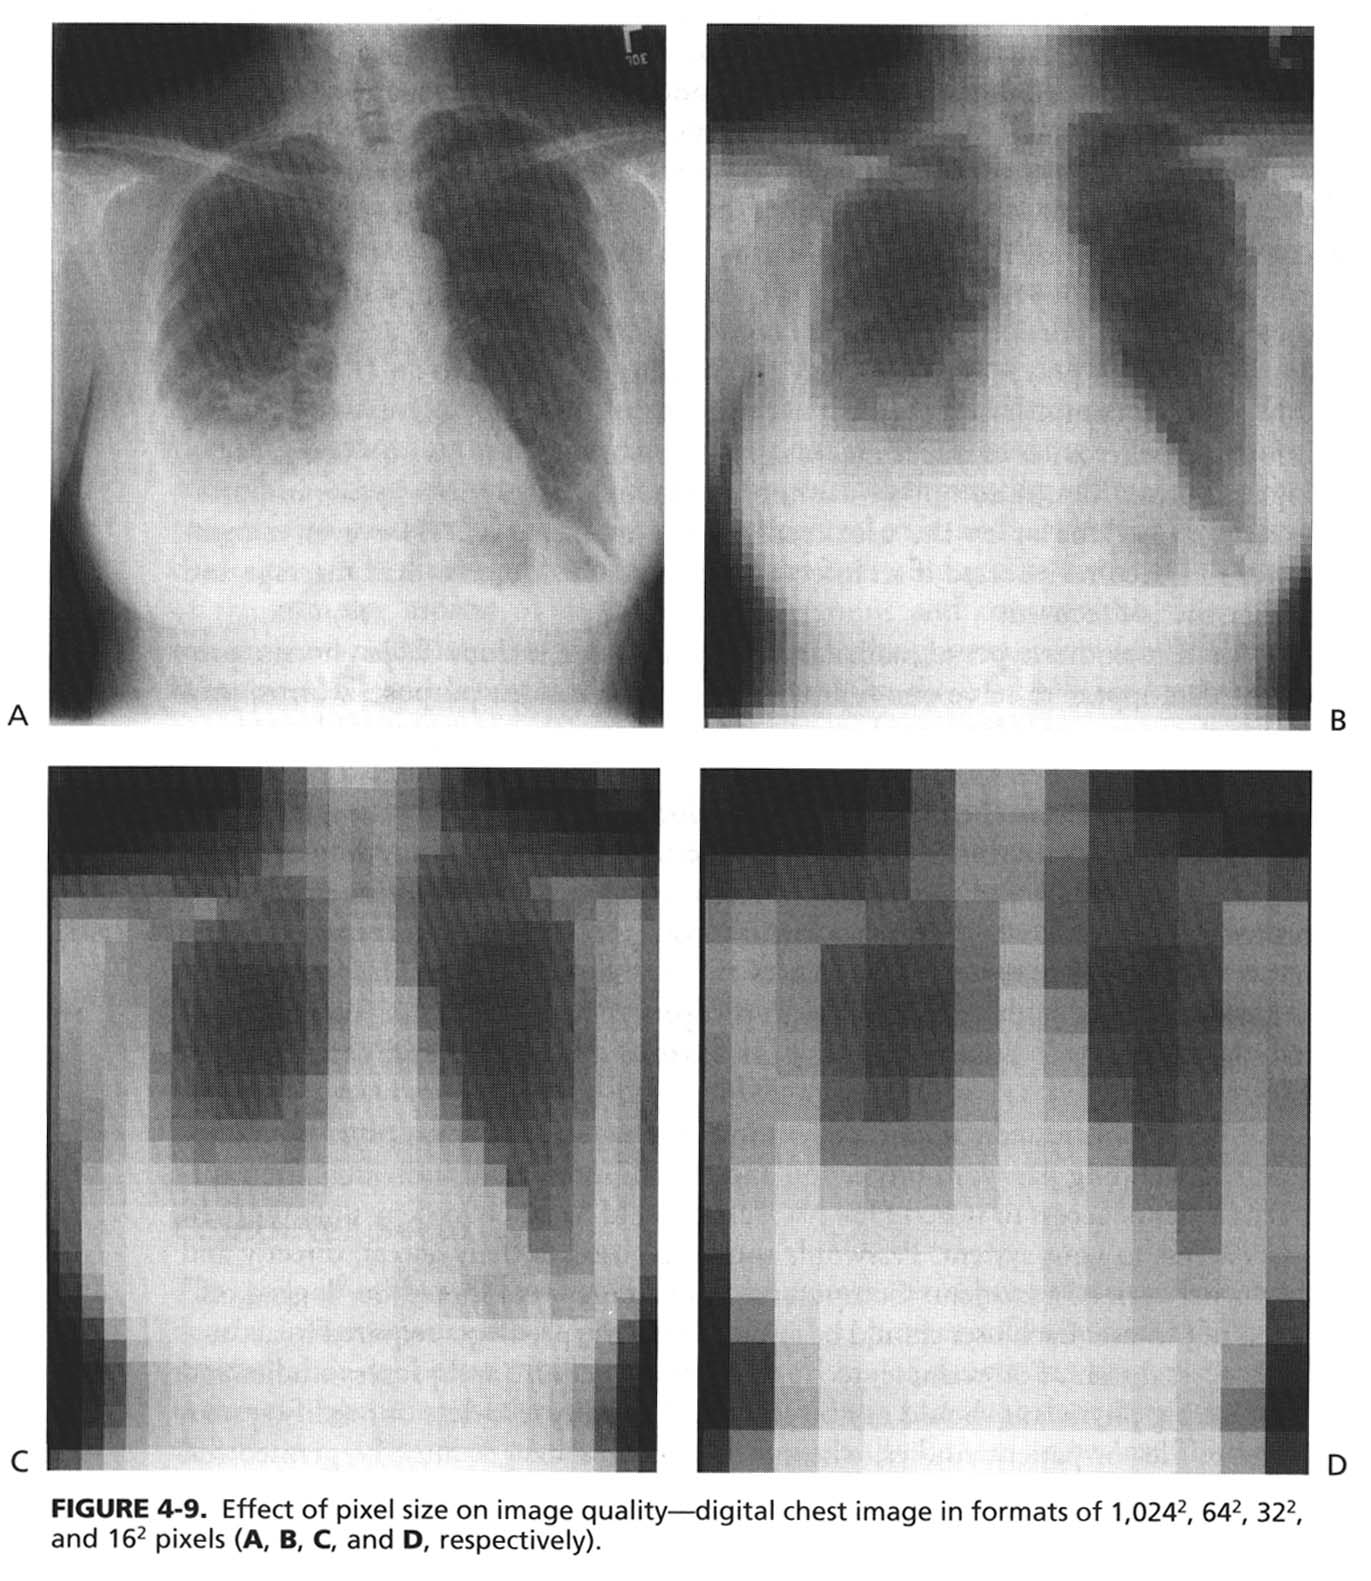 L
A
B
C
D
FIGURE 4-9. Effect of pixel size on image quality—digital chest image in formats of 1,024², 64², 32²,
and 16² pixels (A, B, C, and D, respectively).